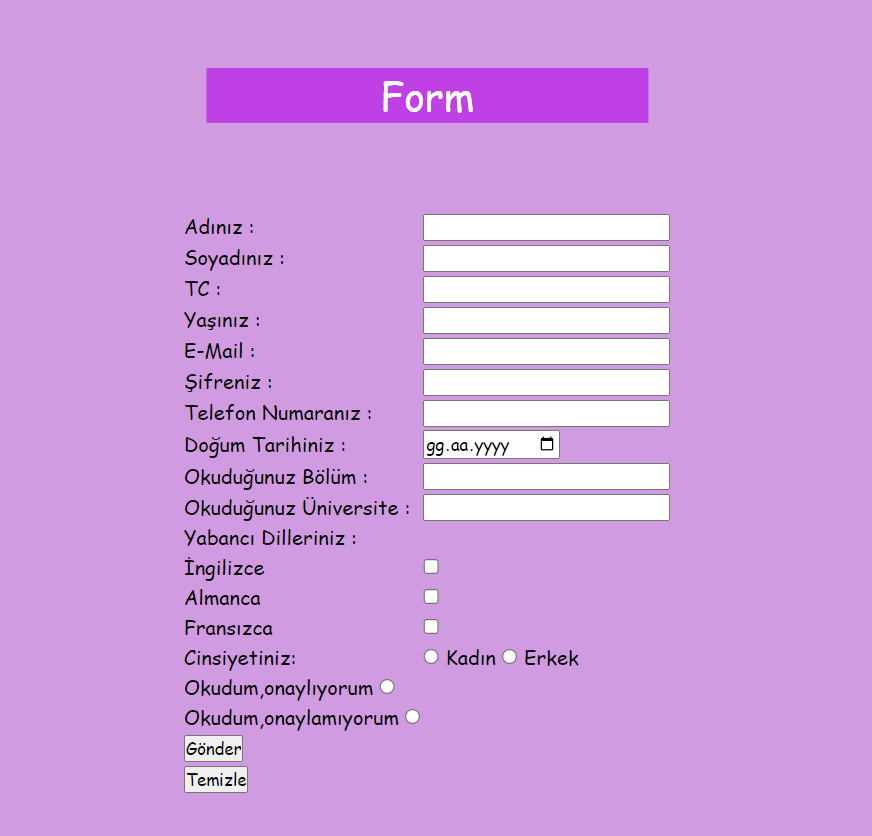 Form
Adınız :
Soyadınız :
TC :
Yaşınız :
E-Mail :
Şifreniz :
Telefon Numaranız :
Doğum Tarihiniz : gg.aa.yyyy
Okuduğunuz Bölüm :
Okuduğunuz Üniversite :
Yabancı Dilleriniz :
İngilizce
Almanca
Fransızca
Cinsiyetiniz: Kadın Erkek
Okudum,onaylıyorum
Okudum,onaylamıyorum
Gönder
Temizle